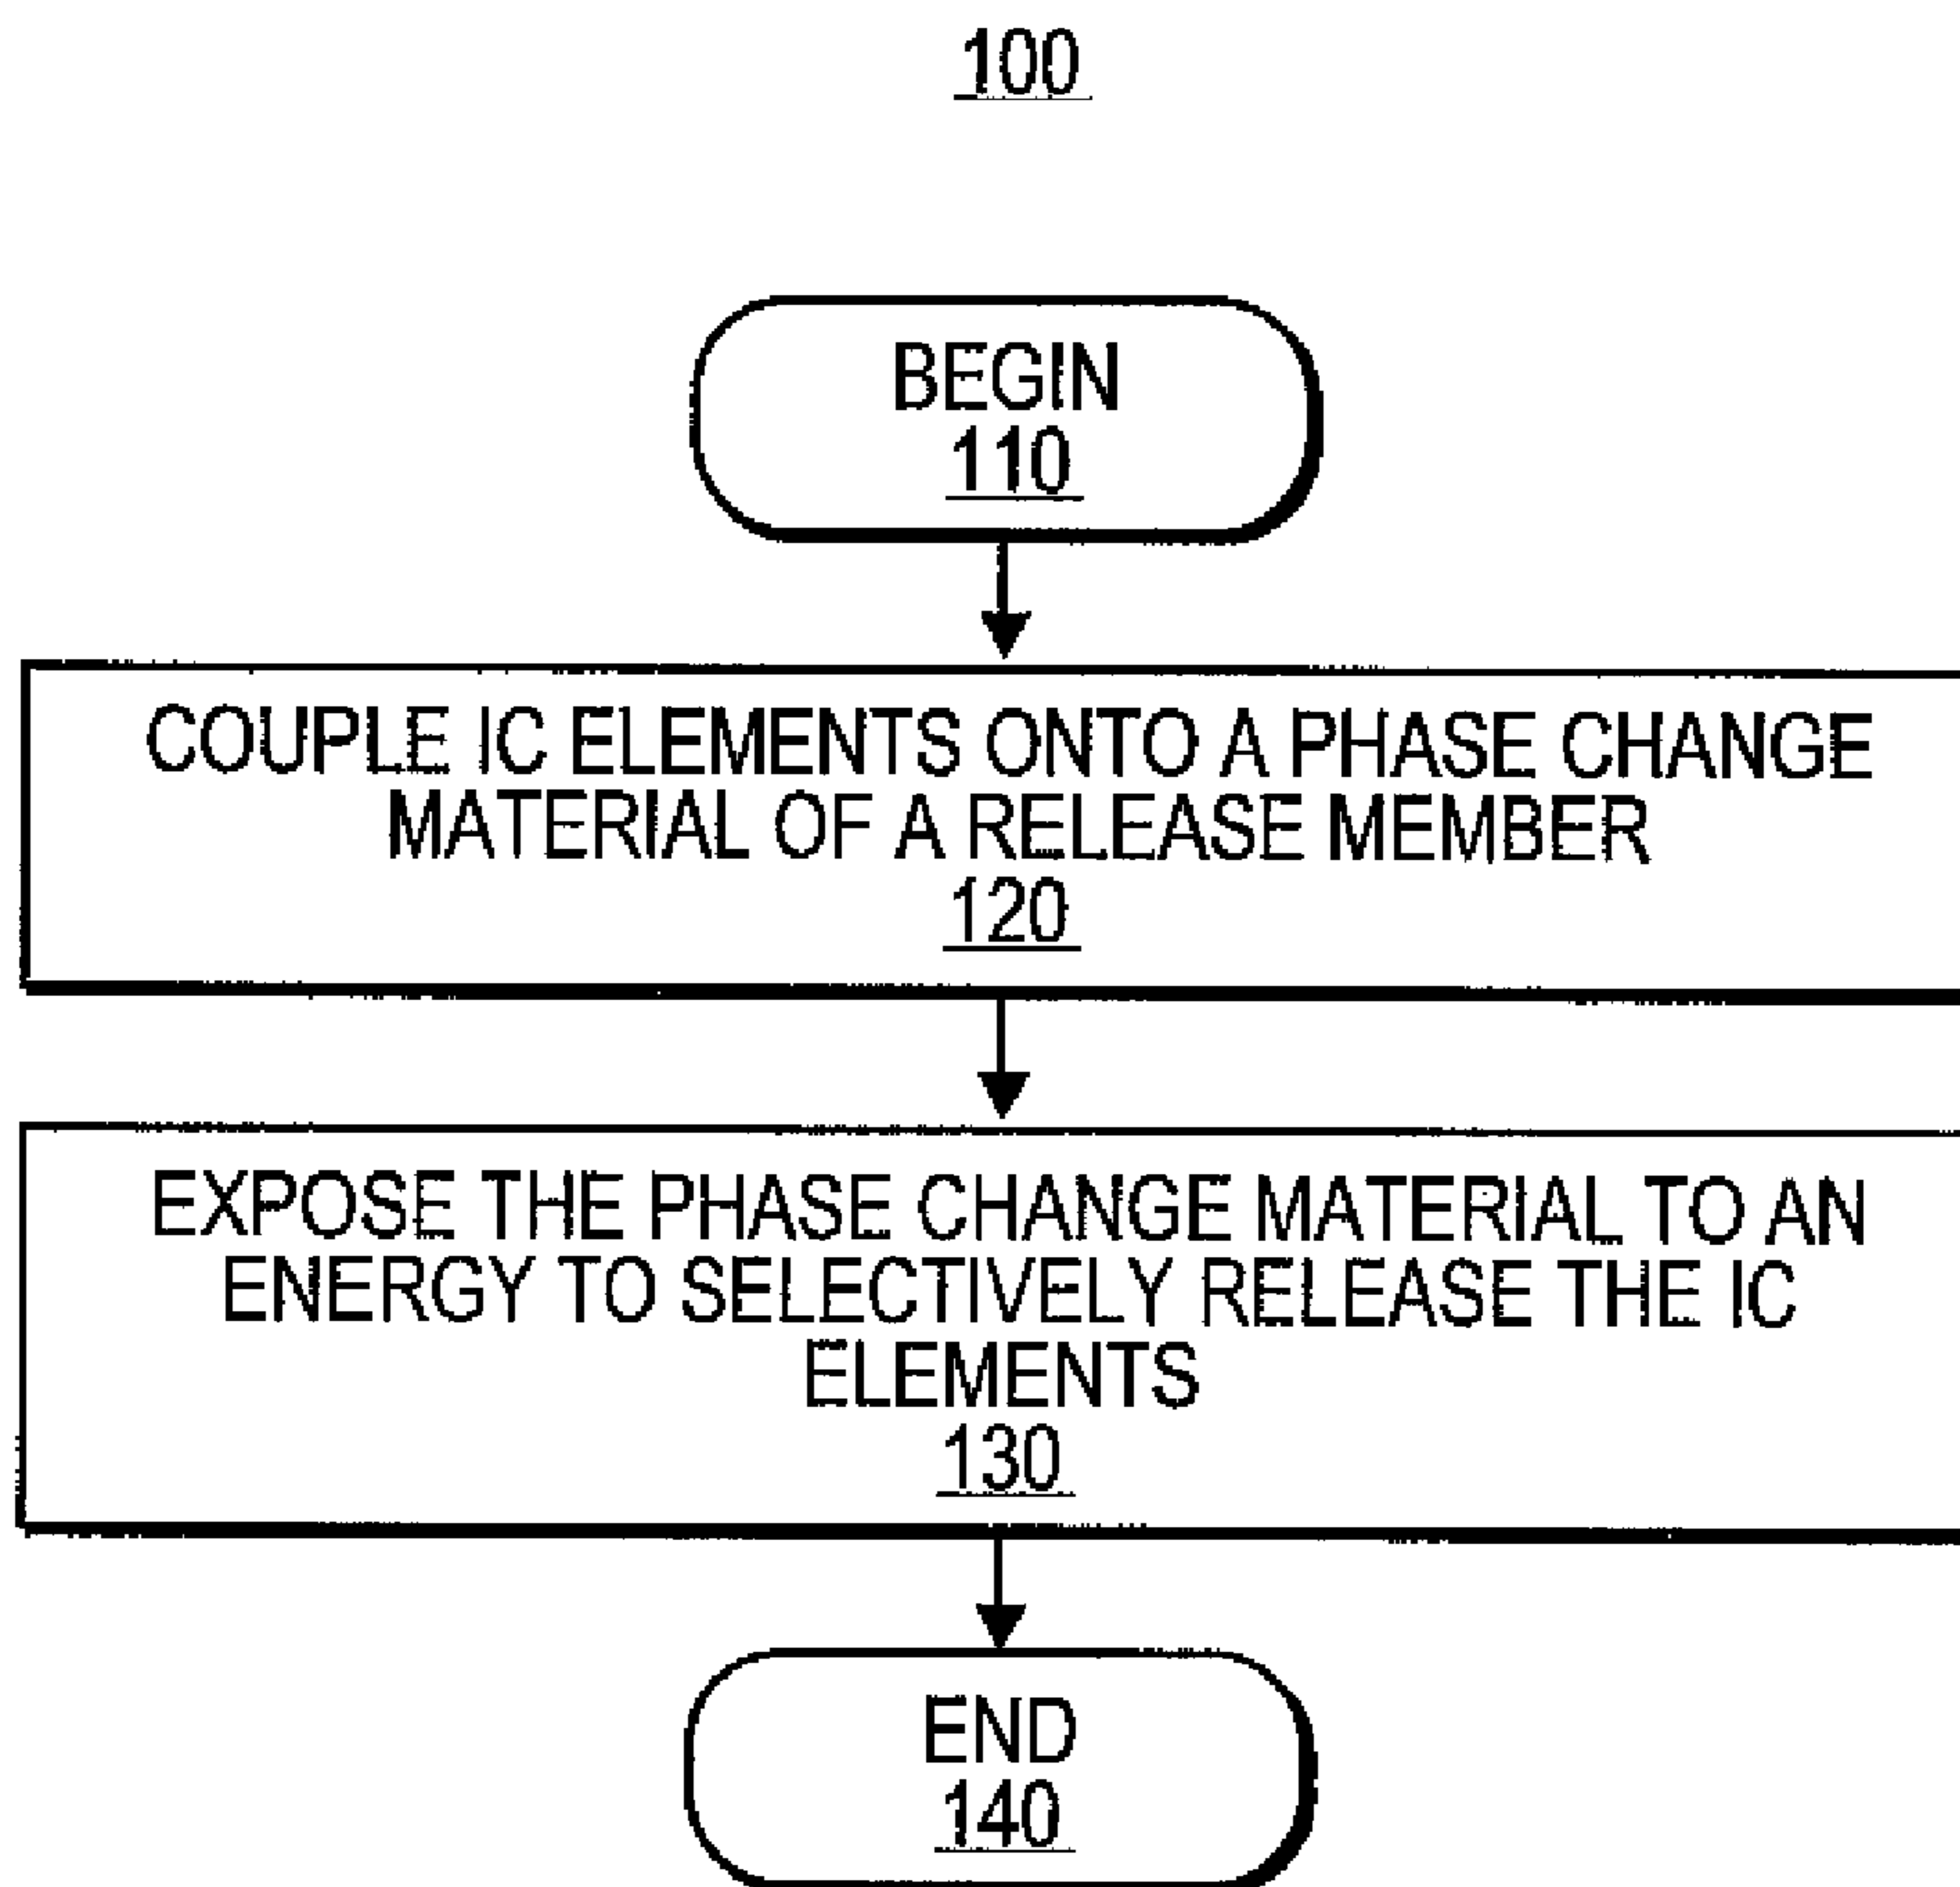 100
BEGIN
110
COUPLE IC ELEMENTS ONTO A PHASE CHANGE
MATERIAL OF A RELEASE MEMBER
120
EXPOSE THE PHASE CHANGE MATERIAL TO AN
ENERGY TO SELECTIVELY RELEASE THE IC
ELEMENTS
130
END
140